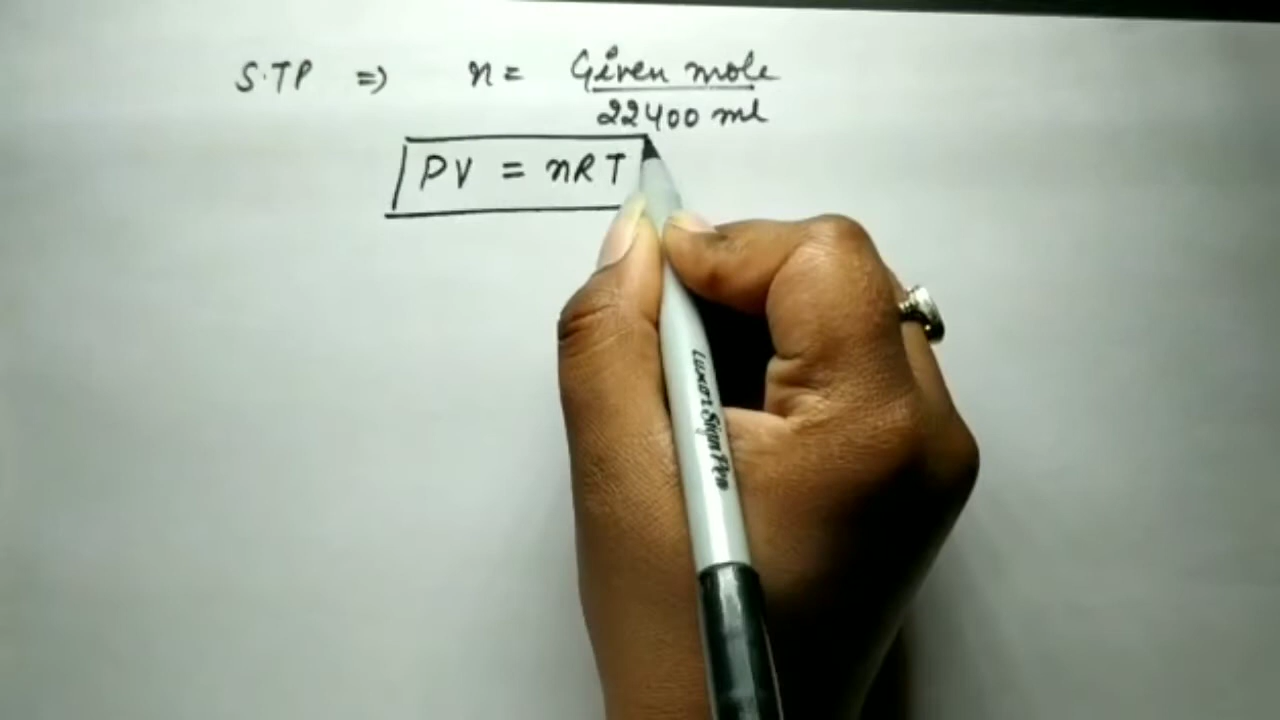 S.TP => n = Given mole / 22400 ml
PV = nRT
Luxor Sign Pen